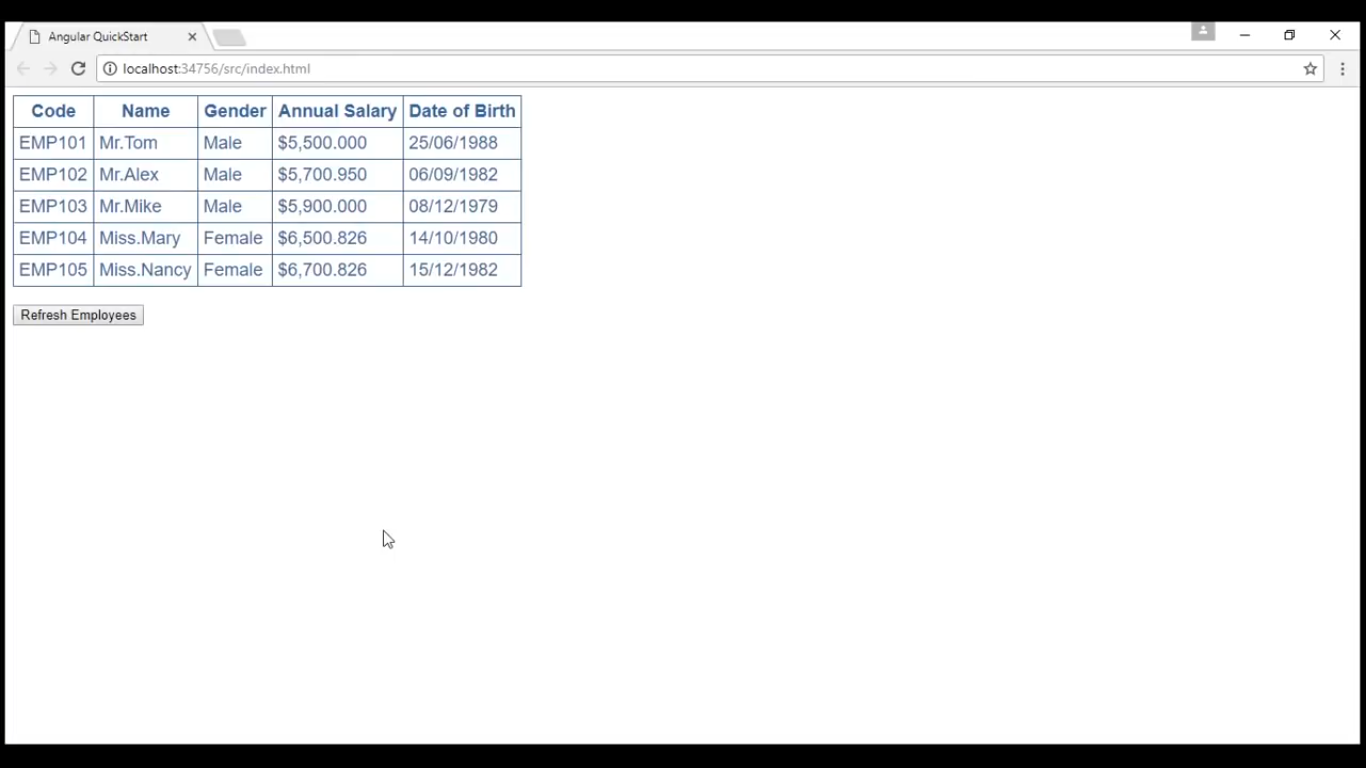 Angular QuickStart
localhost:34756/src/index.html
Code Name Gender Annual Salary Date of Birth
EMP101 Mr.Tom Male $5,500.000 25/06/1988
EMP102 Mr.Alex Male $5,700.950 06/09/1982
EMP103 Mr.Mike Male $5,900.000 08/12/1979
EMP104 Miss.Mary Female $6,500.826 14/10/1980
EMP105 Miss.Nancy Female $6,700.826 15/12/1982
Refresh Employees